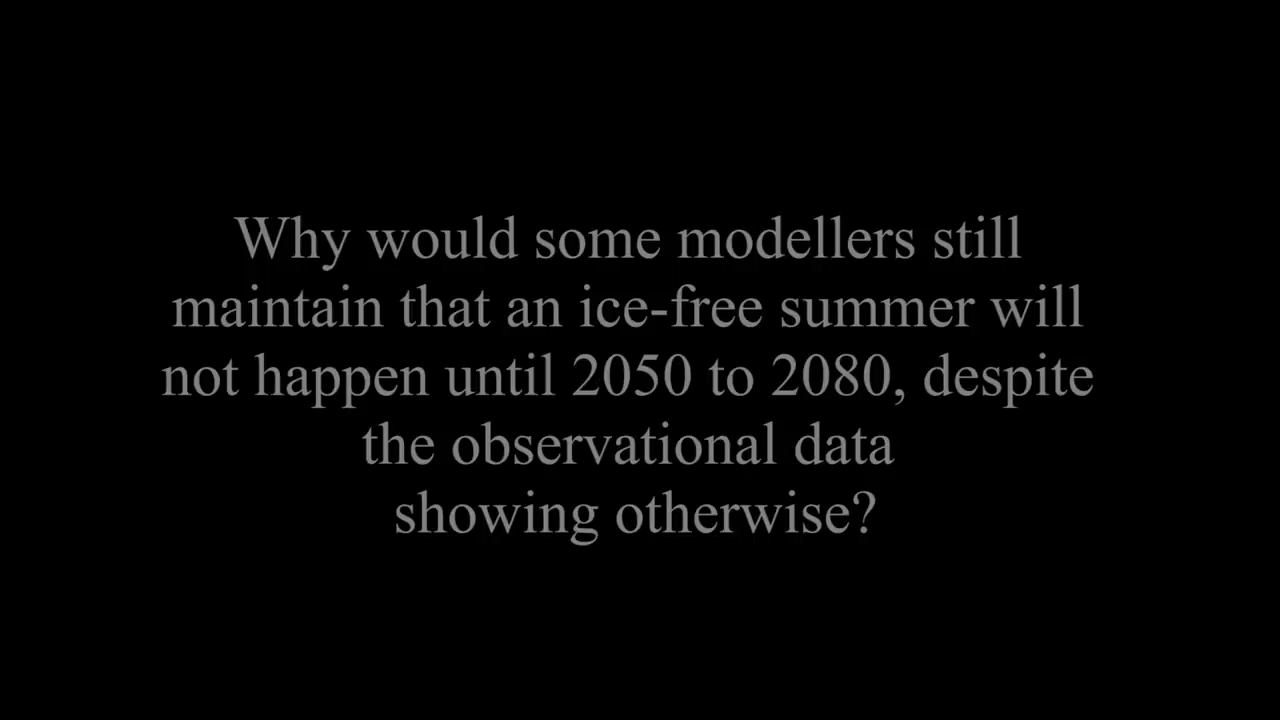 Why would some modellers still
maintain that an ice-free summer will
not happen until 2050 to 2080, despite
the observational data
showing otherwise?